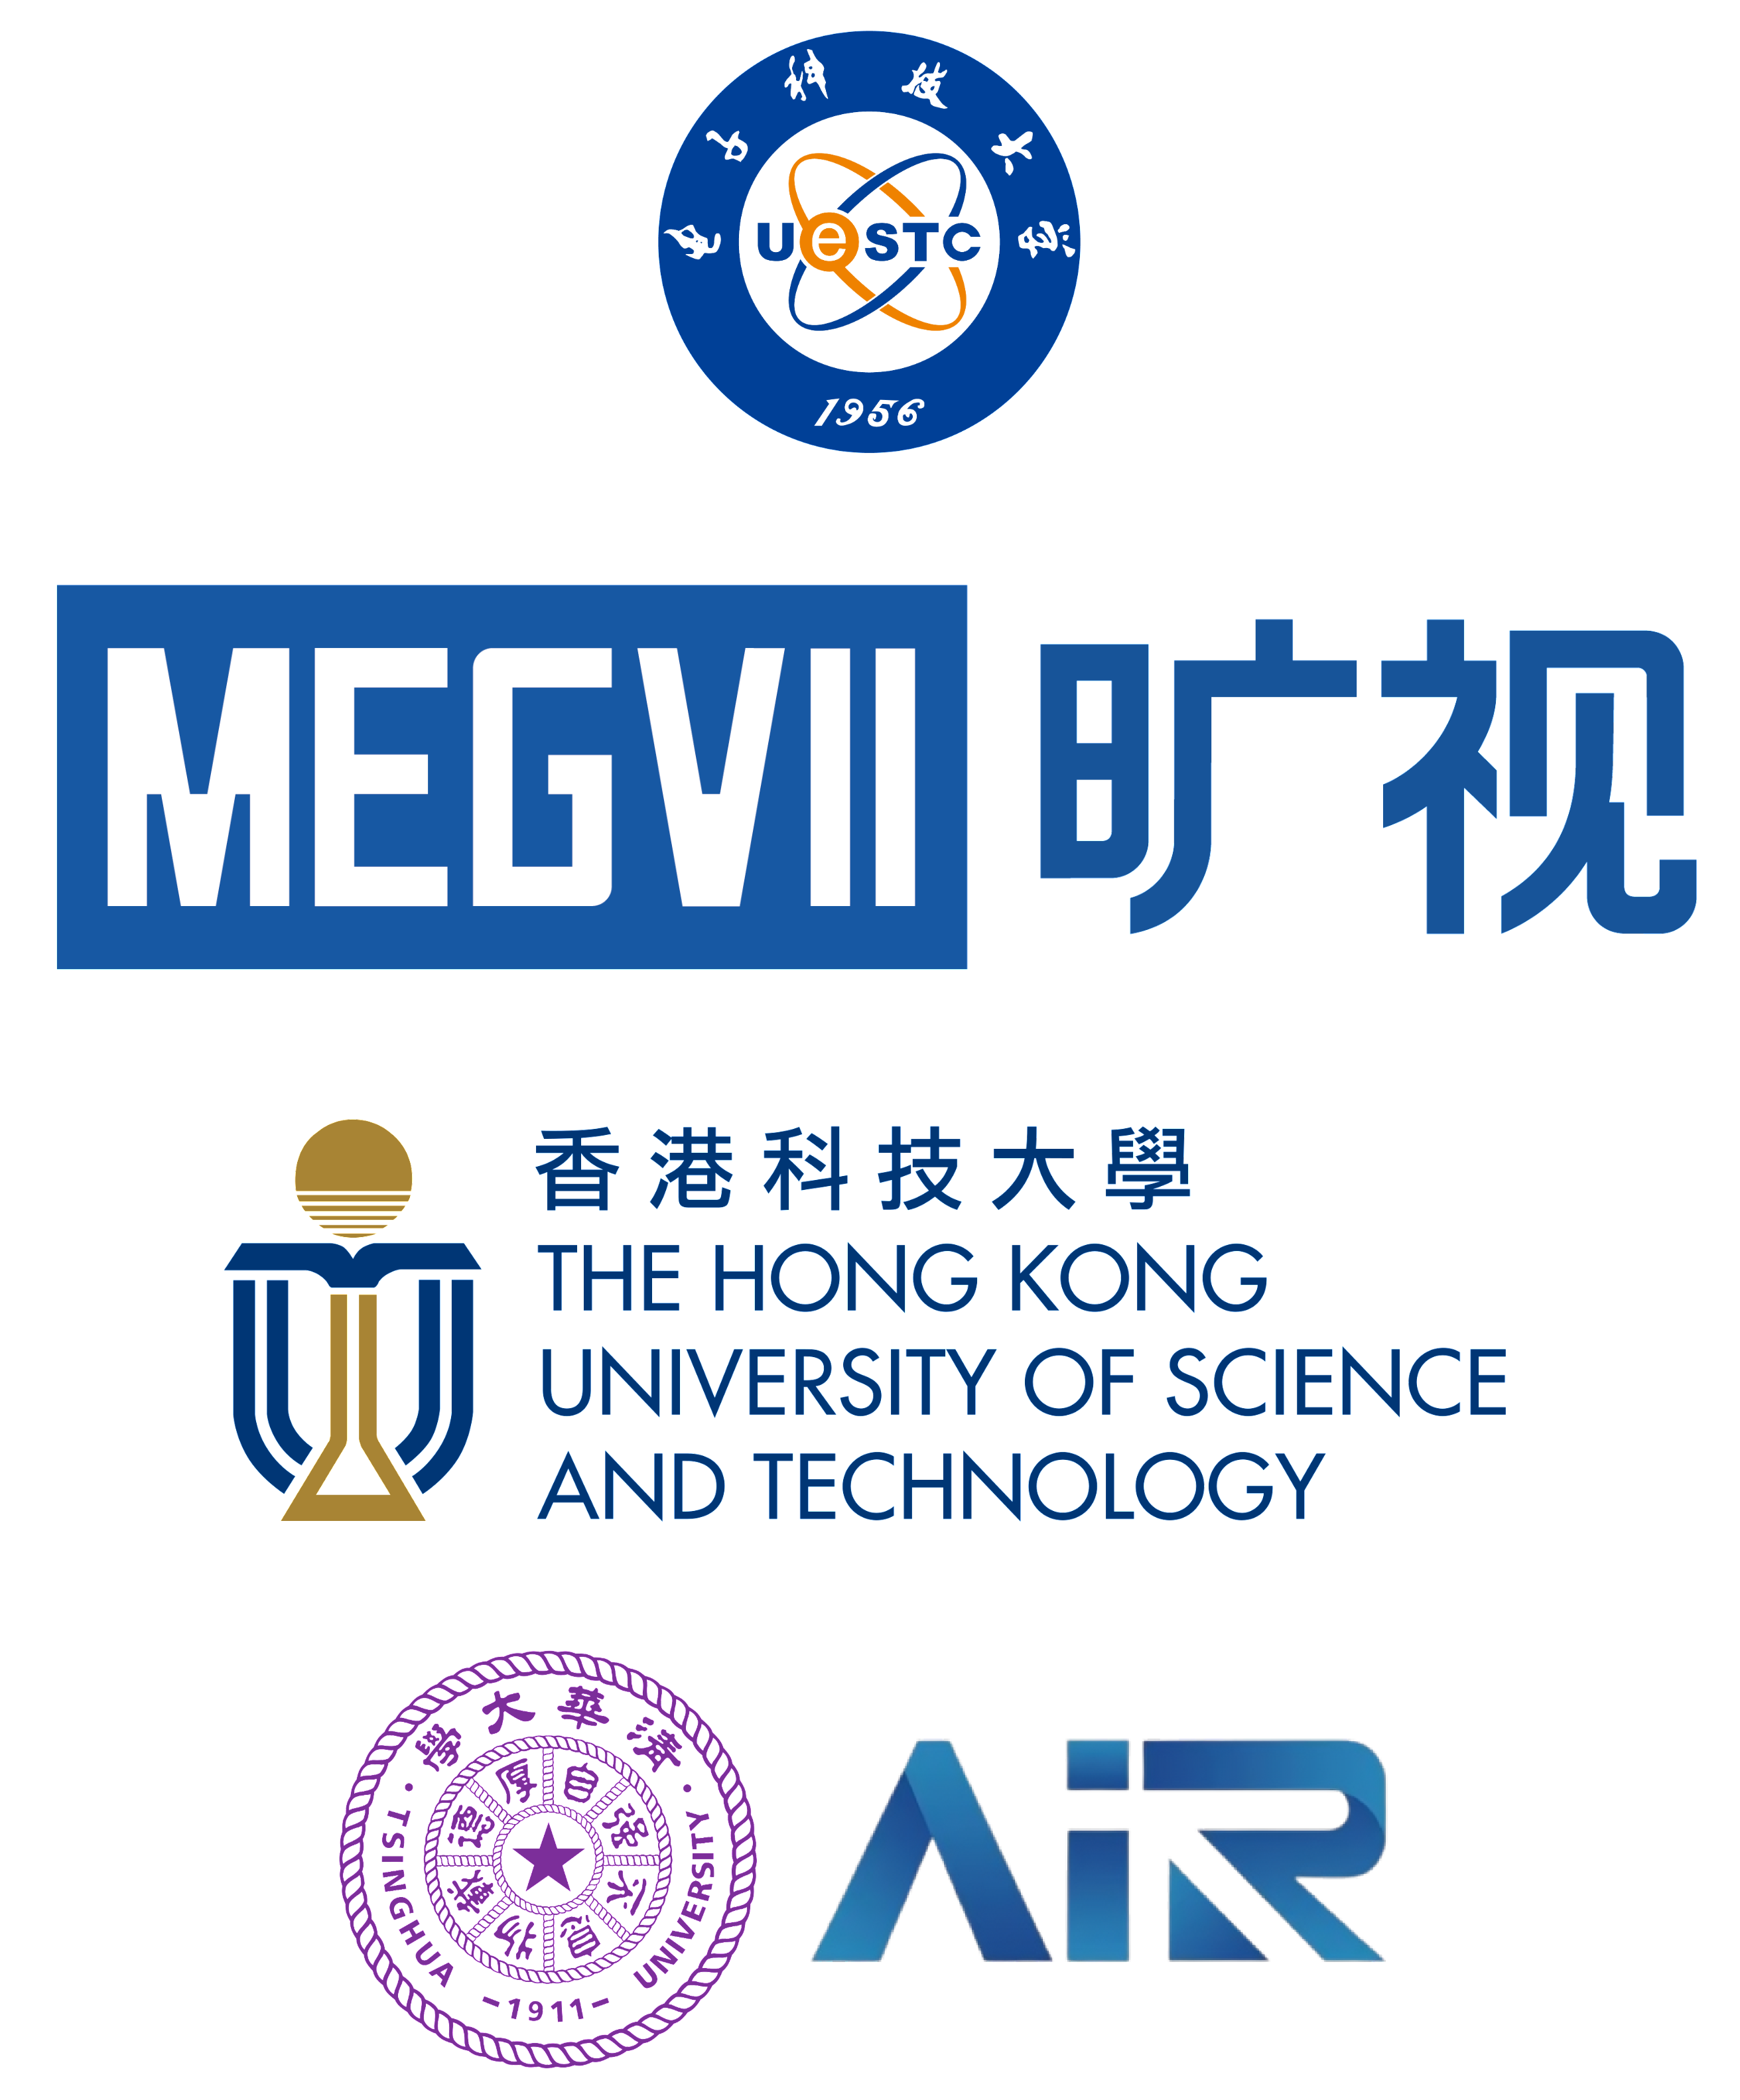 电子科技大学
UeSTC
1956
MEGVII 旷视
香港科技大學
THE HONG KONG
UNIVERSITY OF SCIENCE
AND TECHNOLOGY
學大華清
自強不息
厚德載物
TSINGHUA UNIVERSITY
-1911-
AiR